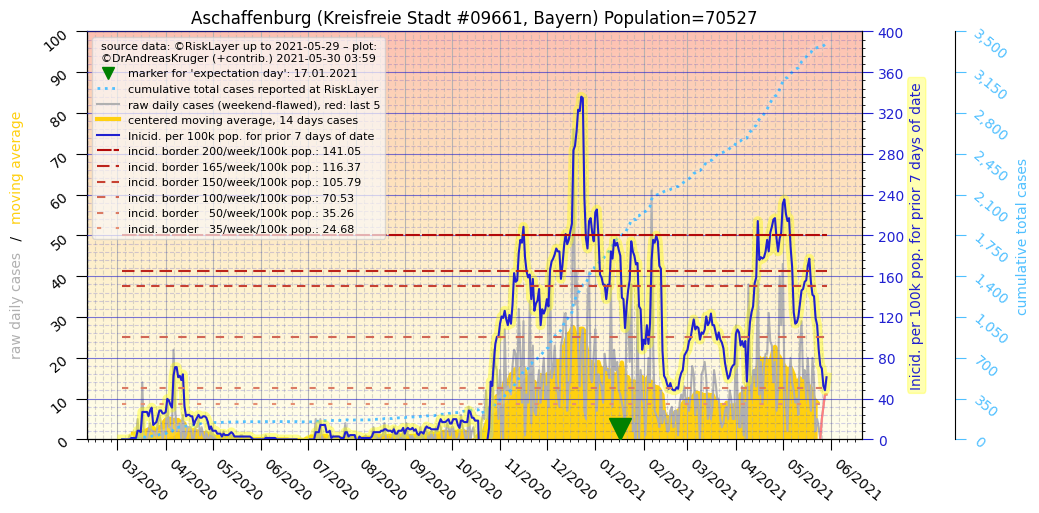 Aschaffenburg (Kreisfreie Stadt #09661, Bayern) Population=70527
source data: ©RiskLayer up to 2021-05-29 – plot:
©DrAndreasKruger (+contrib.) 2021-05-30 03:59
marker for 'expectation day': 17.01.2021
cumulative total cases reported at RiskLayer
raw daily cases (weekend-flawed), red: last 5
centered moving average, 14 days cases
Inicid. per 100k pop. for prior 7 days of date
incid. border 200/week/100k pop.: 141.05
incid. border 165/week/100k pop.: 116.37
incid. border 150/week/100k pop.: 105.79
incid. border 100/week/100k pop.: 70.53
incid. border   50/week/100k pop.: 35.26
incid. border   35/week/100k pop.: 24.68
raw daily cases  /  moving average
100
90
80
70
60
50
40
30
20
10
0
400
360
320
280
240
200
160
120
80
40
0
Inicid. per 100k pop. for prior 7 days of date
3,500
3,150
2,800
2,450
2,100
1,750
1,400
1,050
700
350
0
cumulative total cases
03/2020
04/2020
05/2020
06/2020
07/2020
08/2020
09/2020
10/2020
11/2020
12/2020
01/2021
02/2021
03/2021
04/2021
05/2021
06/2021